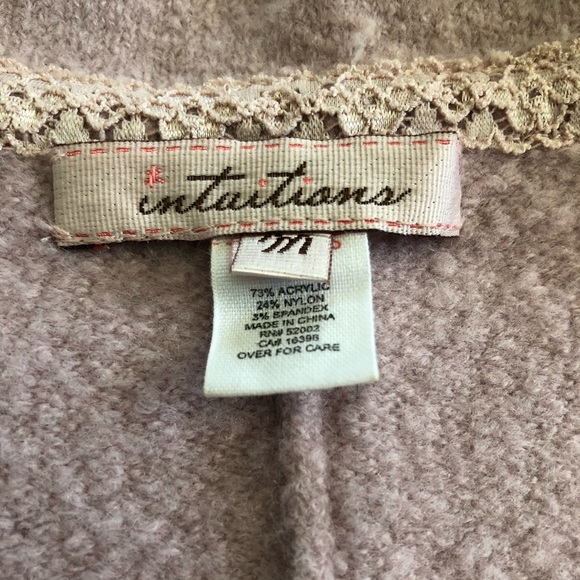 intuitions
m
73% ACRYLIC
24% NYLON
3% SPANDEX
MADE IN CHINA
RN# 52002
CA# 16398
OVER FOR CARE